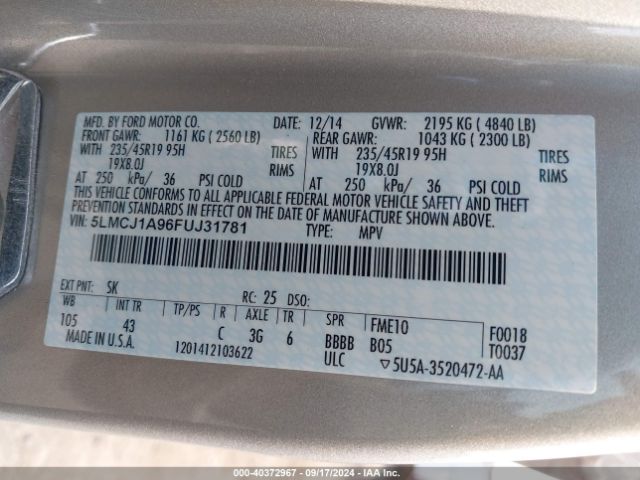 MFD. BY FORD MOTOR CO. DATE: 12/14 GVWR: 2195 KG ( 4840 LB)
FRONT GAWR: 1161 KG ( 2560 LB) REAR GAWR: 1043 KG ( 2300 LB)
WITH 235/45R19 95H TIRES WITH 235/45R19 95H TIRES
19X8.0J RIMS 19X8.0J RIMS
AT 250 kPa/ 36 PSI COLD AT 250 kPa/ 36 PSI COLD
THIS VEHICLE CONFORMS TO ALL APPLICABLE FEDERAL MOTOR VEHICLE SAFETY AND THEFT
PREVENTION STANDARDS IN EFFECT ON THE DATE OF MANUFACTURE SHOWN ABOVE.
VIN: 5LMCJ1A96FUJ31781 TYPE: MPV
EXT PNT: SK RC: 25 DSO:
WB INT TR TP/PS R AXLE TR SPR FME10 F0018
105 43 C 3G 6 BBBB B05 T0037
MADE IN U.S.A. 1201412103622 ULC ▽5U5A-3520472-AA
000-40372967 - 09/17/2024 - IAAI.COM